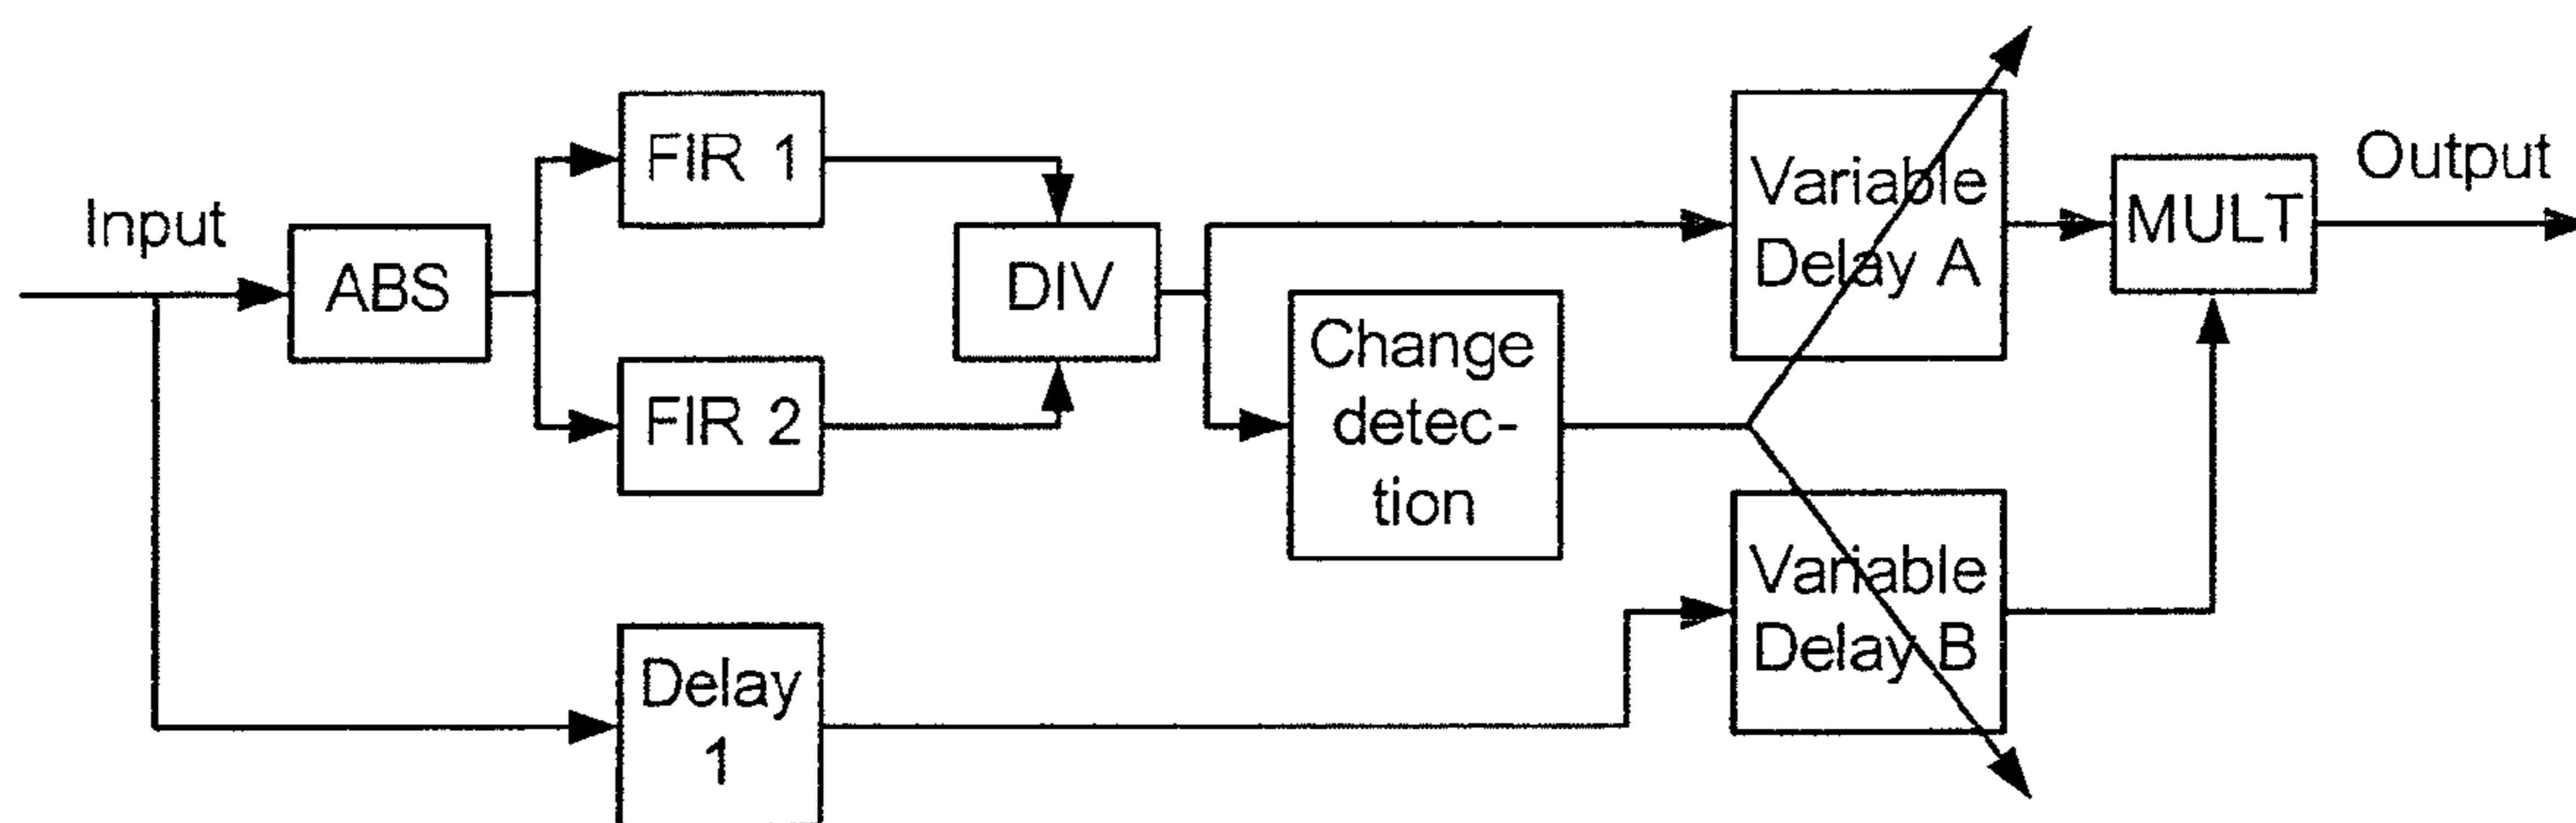 Input
ABS
FIR 1
FIR 2
DIV
Change
detec-
tion
Variable
Delay A
MULT
Output
Variable
Delay B
Delay
1